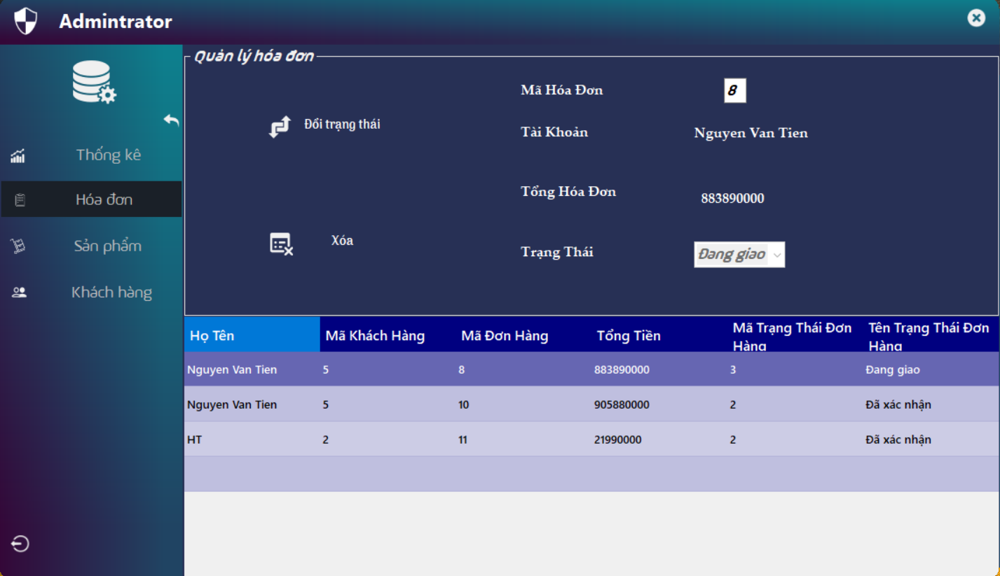 Admintrator
Quản lý hóa đơn
Mã Hóa Đơn
8
Đổi trạng thái
Tài Khoản
Nguyen Van Tien
Thống kê
Hóa đơn
Tổng Hóa Đơn
883890000
Xóa
Sản phẩm
Trạng Thái
Đang giao
Khách hàng
Họ Tên
Mã Khách Hàng
Mã Đơn Hàng
Tổng Tiền
Mã Trạng Thái Đơn
Hàng
Tên Trạng Thái Đơn
Hàng
Nguyen Van Tien
5
8
883890000
3
Đang giao
Nguyen Van Tien
5
10
905880000
2
Đã xác nhận
HT
2
11
21990000
2
Đã xác nhận